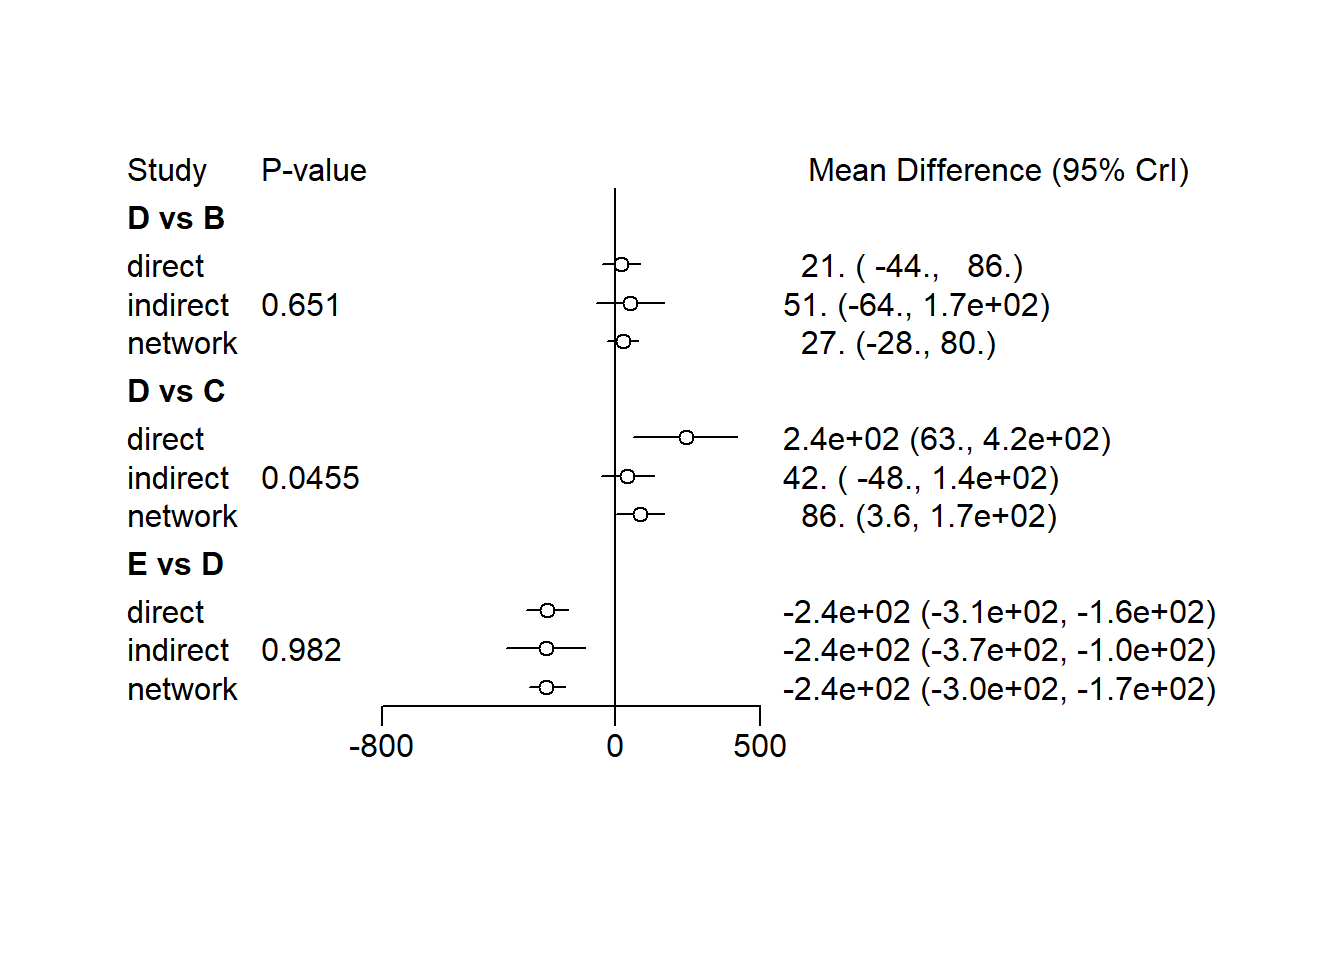 Study P-value Mean Difference (95% CrI)
D vs B
direct 21. ( -44., 86.)
indirect 0.651 51. (-64., 1.7e+02)
network 27. (-28., 80.)
D vs C
direct 2.4e+02 (63., 4.2e+02)
indirect 0.0455 42. ( -48., 1.4e+02)
network 86. (3.6, 1.7e+02)
E vs D
direct -2.4e+02 (-3.1e+02, -1.6e+02)
indirect 0.982 -2.4e+02 (-3.7e+02, -1.0e+02)
network -2.4e+02 (-3.0e+02, -1.7e+02)
-800 0 500